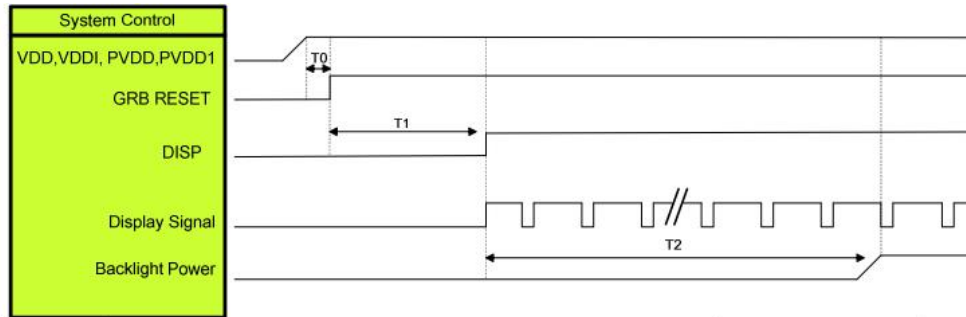 System Control
VDD,VDDI, PVDD,PVDD1
T0
GRB RESET
T1
DISP
Display Signal
T2
Backlight Power